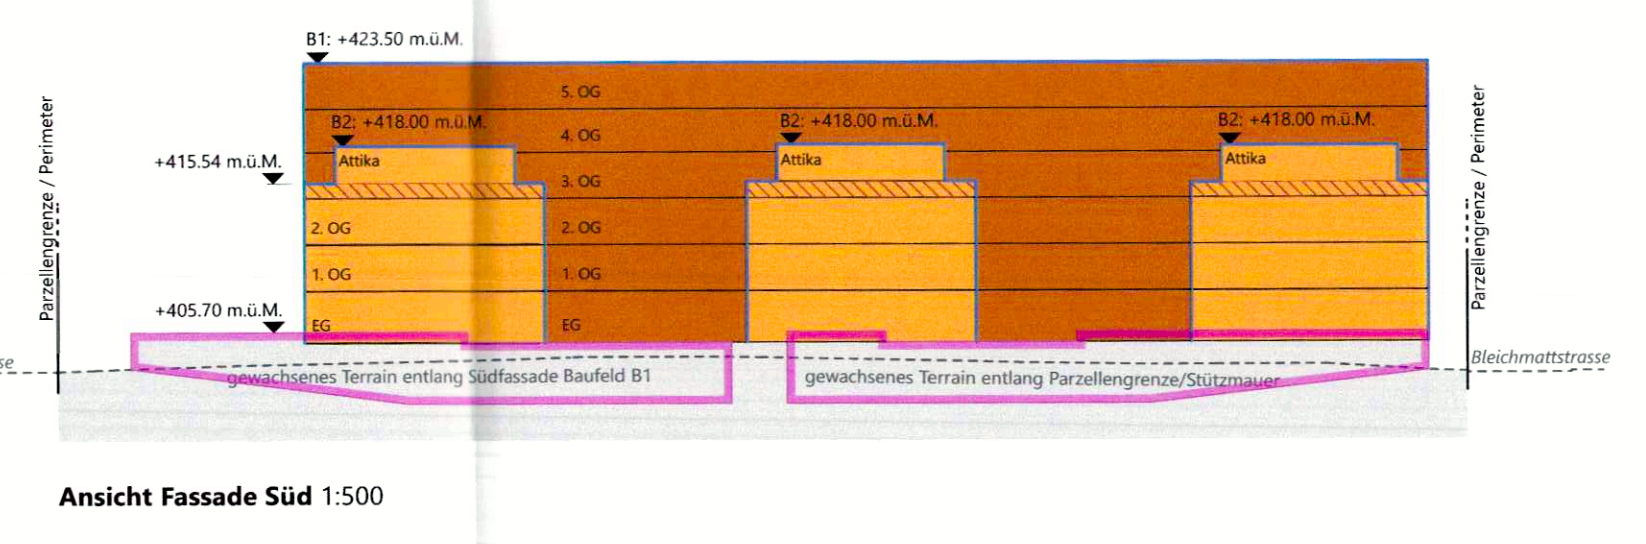 B1: +423.50 m.ü.M.
5. OG
B2: +418.00 m.ü.M.
4. OG
B2: +418.00 m.ü.M.
B2: +418.00 m.ü.M.
+415.54 m.ü.M.
Attika
Attika
Attika
3. OG
2. OG
2. OG
1. OG
1. OG
+405.70 m.ü.M.
EG
EG
Parzellengrenze / Perimeter
Parzellengrenze / Perimeter
se
Bleichmattstrasse
gewachsenes Terrain entlang Südfassade Baufeld B1
gewachsenes Terrain entlang Parzellengrenze/Stützmauer
Ansicht Fassade Süd 1:500